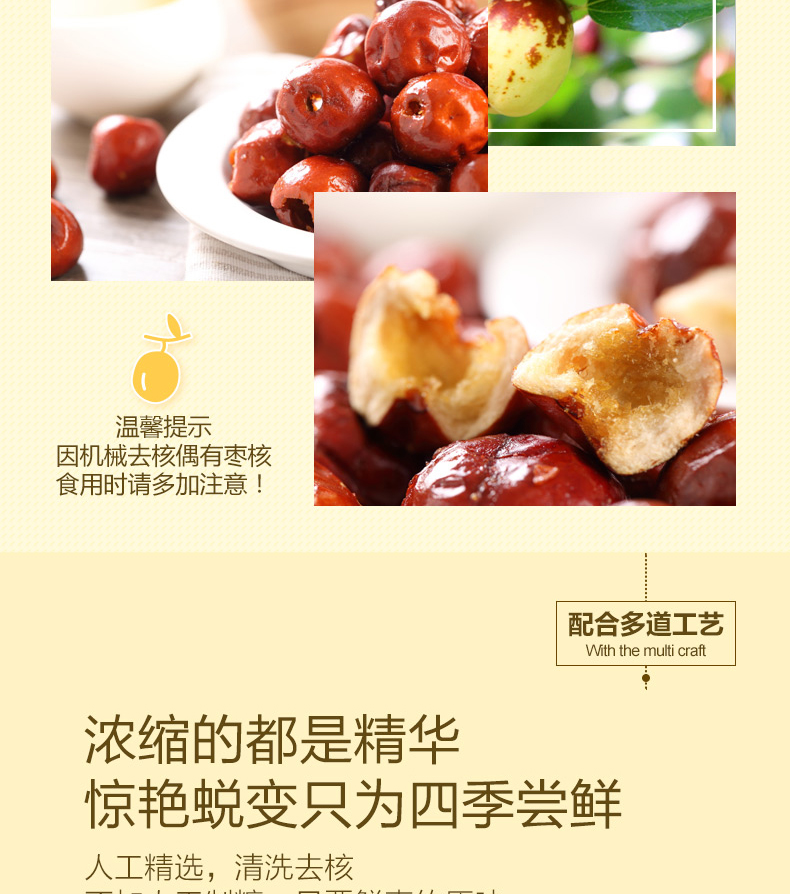 温馨提示
因机械去核偶有枣核
食用时请多加注意！
配合多道工艺
With the multi craft
浓缩的都是精华
惊艳蜕变只为四季尝鲜
人工精选，清洗去核